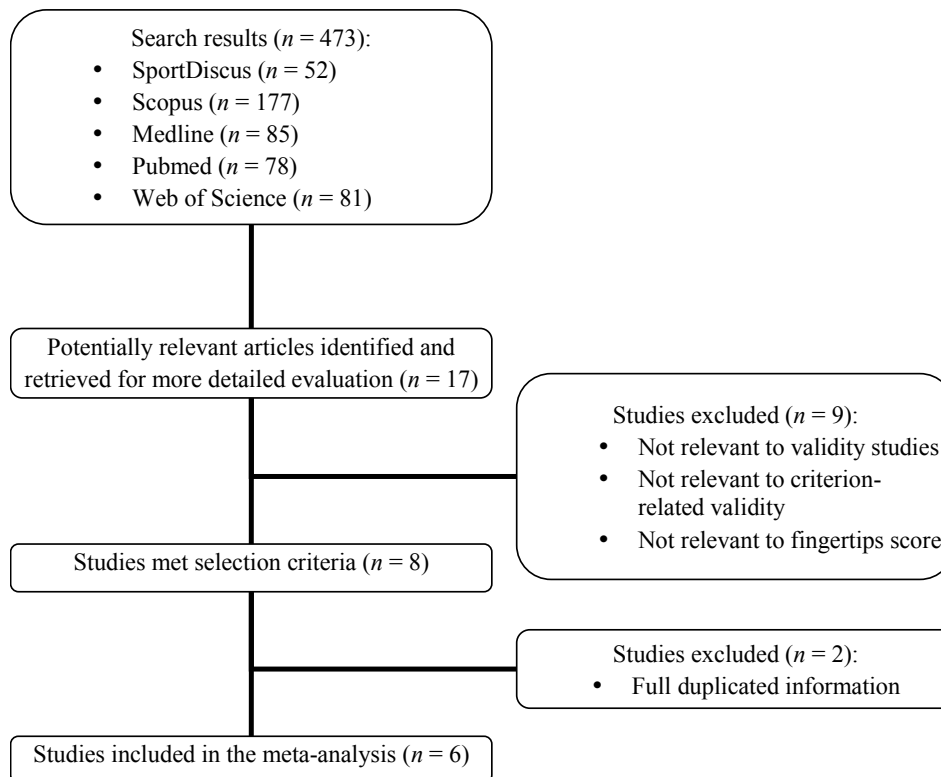 Search results (n = 473):
• SportDiscus (n = 52)
• Scopus (n = 177)
• Medline (n = 85)
• Pubmed (n = 78)
• Web of Science (n = 81)
Potentially relevant articles identified and
retrieved for more detailed evaluation (n = 17)
Studies excluded (n = 9):
• Not relevant to validity studies
• Not relevant to criterion-
related validity
• Not relevant to fingertips score
Studies met selection criteria (n = 8)
Studies excluded (n = 2):
• Full duplicated information
Studies included in the meta-analysis (n = 6)